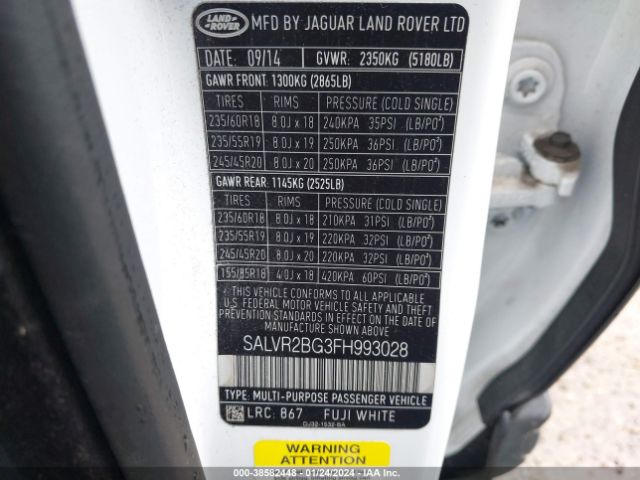 LAND ROVER MFD BY JAGUAR LAND ROVER LTD
DATE: 09/14 GVWR: 2350KG (5180LB)
GAWR FRONT: 1300KG (2865LB)
TIRES RIMS PRESSURE (COLD SINGLE)
235/60R18 8.0J x 18 240KPA 35PSI (LB/PO²)
235/55R19 8.0J x 19 250KPA 36PSI (LB/PO²)
245/45R20 8.0J x 20 250KPA 36PSI (LB/PO²)
GAWR REAR: 1145KG (2525LB)
TIRES RIMS PRESSURE (COLD SINGLE)
235/60R18 8.0J x 18 210KPA 31PSI (LB/PO²)
235/55R19 8.0J x 19 220KPA 32PSI (LB/PO²)
245/45R20 8.0J x 20 220KPA 32PSI (LB/PO²)
155/85R18 4.0J x 18 420KPA 60PSI (LB/PO²)
THIS VEHICLE CONFORMS TO ALL APPLICABLE
U.S. FEDERAL MOTOR VEHICLE SAFETY AND THEFT
PREVENTION STANDARDS IN EFFECT ON THE DATE
OF MANUFACTURE SHOWN ABOVE
SALVR2BG3FH993028
TYPE: MULTI-PURPOSE PASSENGER VEHICLE
LRC: 867 FUJI WHITE
DJ32-1532-BA
WARNING
ATTENTION
00-38582448 - 01/24/2024 - IAA Inc.